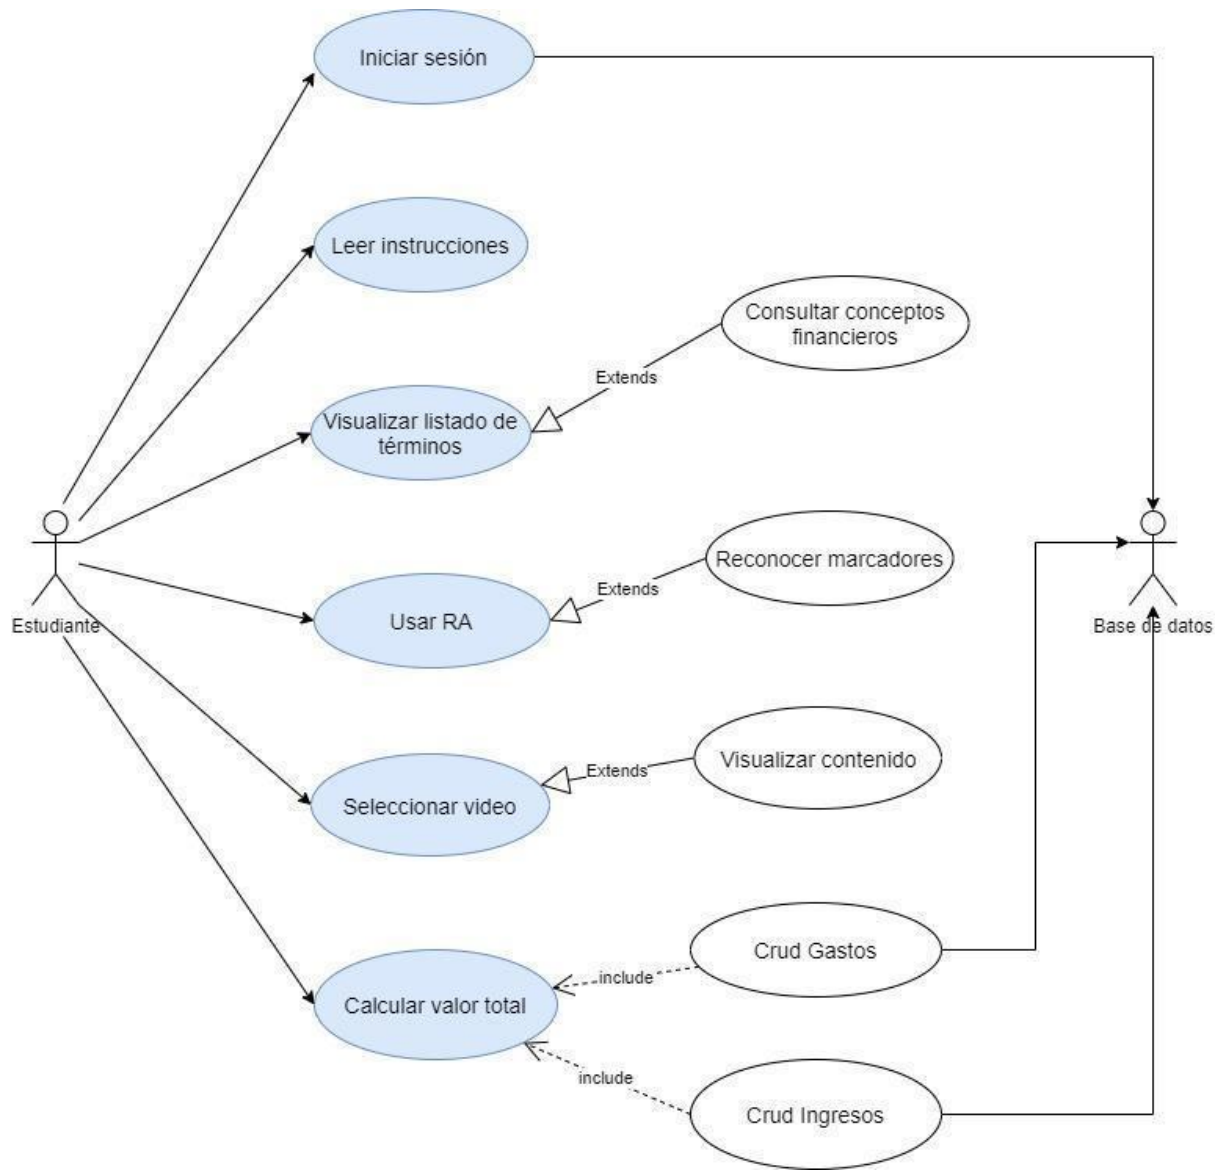 Iniciar sesión
Leer instrucciones
Consultar conceptos
financieros
Extends
Visualizar listado de
términos
Reconocer marcadores
Extends
Usar RA
Estudiante
Base de datos
Visualizar contenido
Extends
Seleccionar video
Crud Gastos
include
Calcular valor total
include
Crud Ingresos